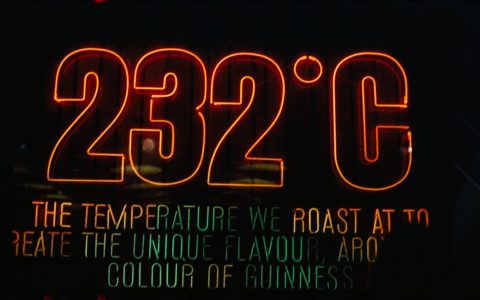 232°C
THE TEMPERATURE WE ROAST AT TO
REATE THE UNIQUE FLAVOUR, ARO
COLOUR OF GUINNESS